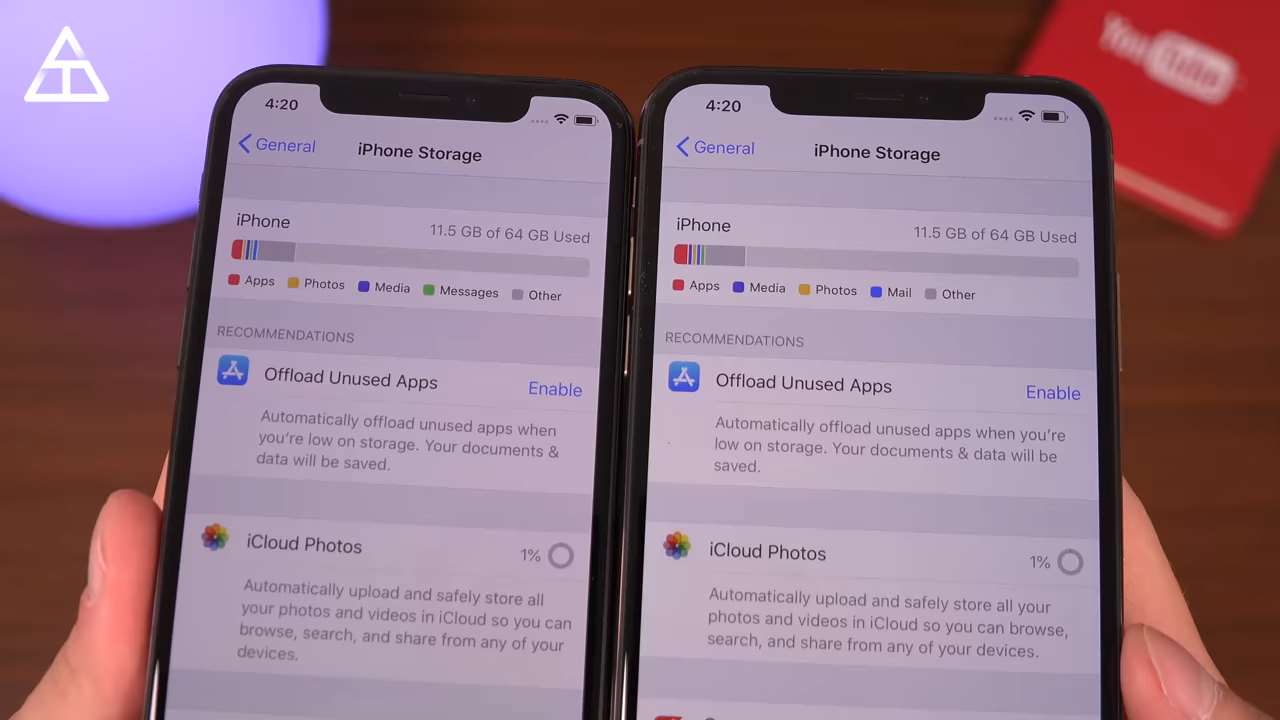 4:20
General
iPhone Storage
iPhone
11.5 GB of 64 GB Used
Apps Photos Media Messages Other
RECOMMENDATIONS
Offload Unused Apps
Enable
Automatically offload unused apps when
you're low on storage. Your documents &
data will be saved.
iCloud Photos
1%
Automatically upload and safely store all
your photos and videos in iCloud so you can
browse, search, and share from any of your
devices.
4:20
General
iPhone Storage
iPhone
11.5 GB of 64 GB Used
Apps Media Photos Mail Other
RECOMMENDATIONS
Offload Unused Apps
Enable
Automatically offload unused apps when you're
low on storage. Your documents & data will be
saved.
iCloud Photos
1%
Automatically upload and safely store all your
photos and videos in iCloud so you can browse,
search, and share from any of your devices.
YouTube